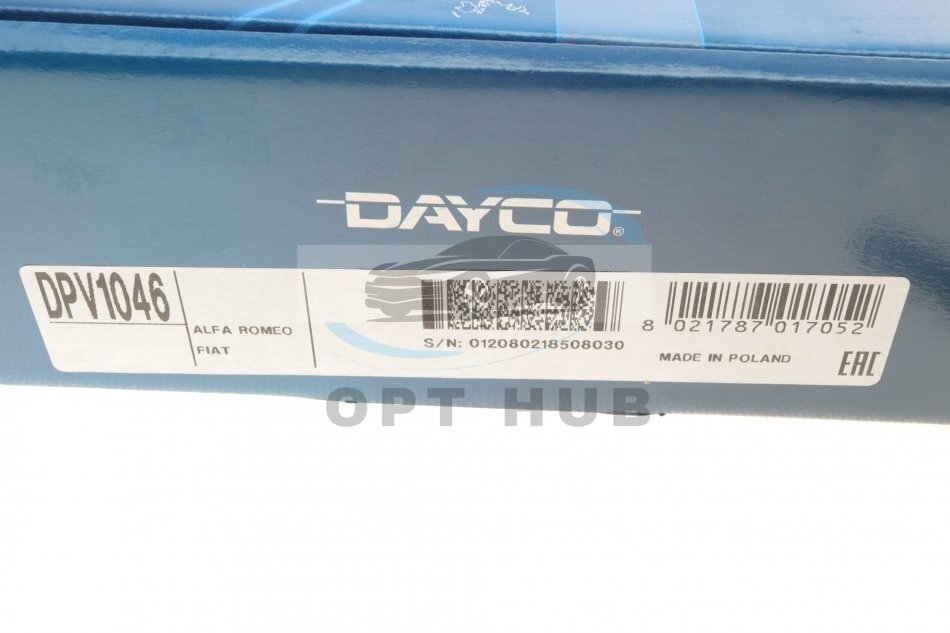 DAYCO®
DPV1046
ALFA ROMEO
FIAT
S/N: 012080218508030
8 021787 017052
MADE IN POLAND
EAC
OPT HUB